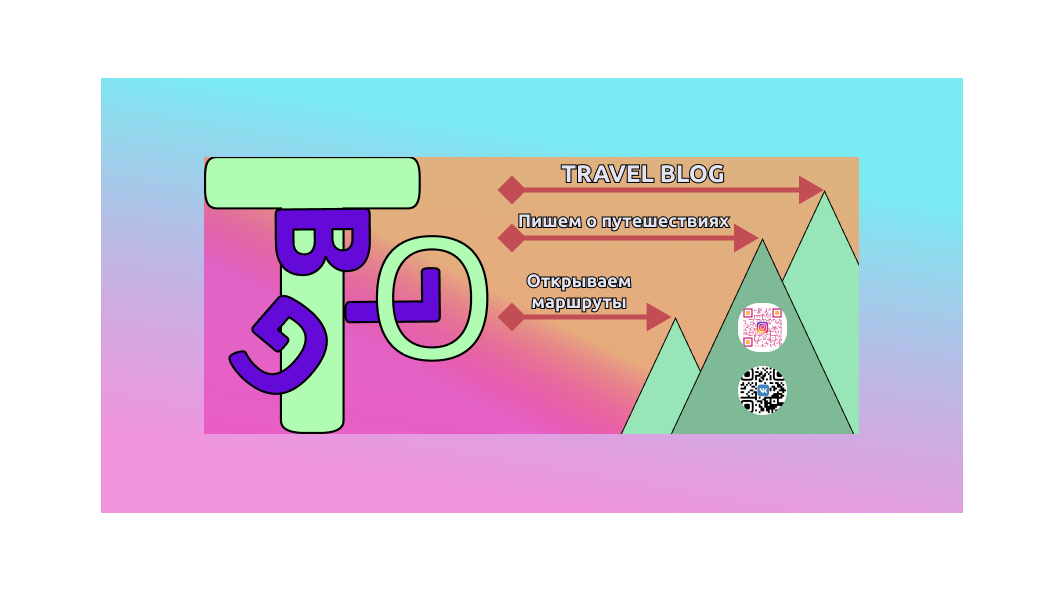 T
B
L
O
G
TRAVEL BLOG
Пишем о путешествиях
Открываем
маршруты